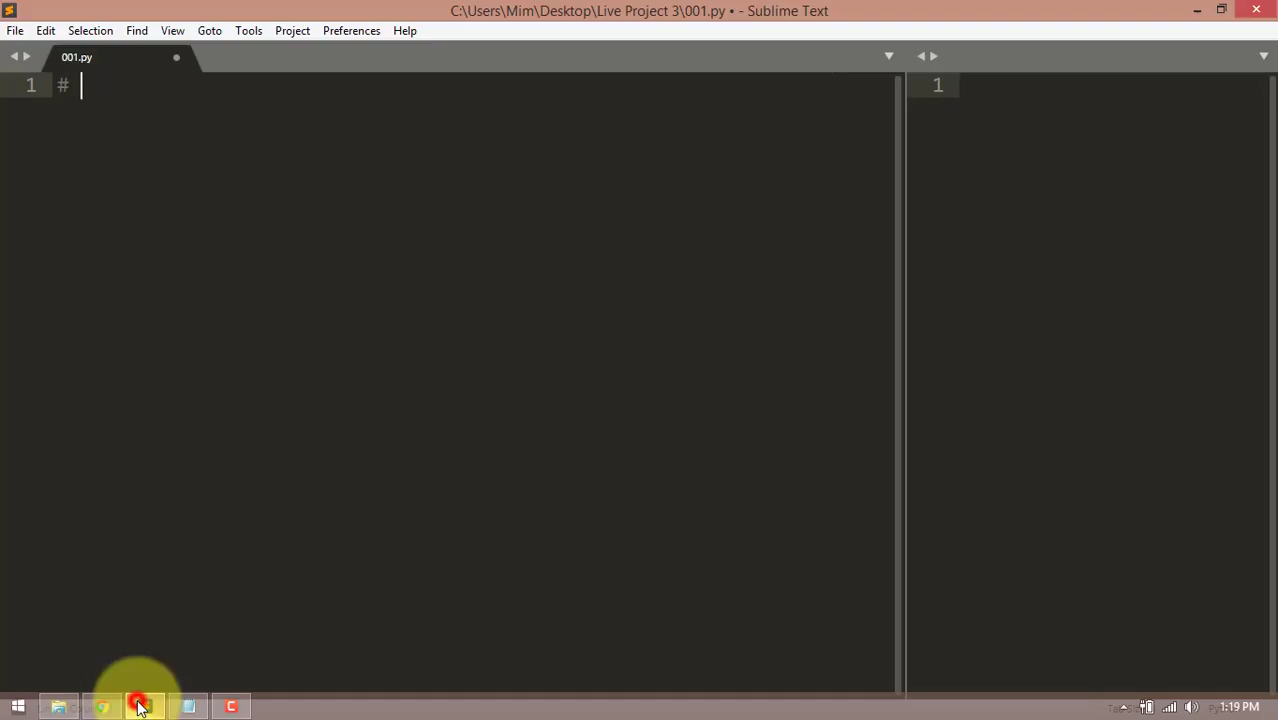 C:\Users\Mim\Desktop\Live Project 3\001.py • - Sublime Text
File Edit Selection Find View Goto Tools Project Preferences Help
001.py
1 #
1
1:19 PM